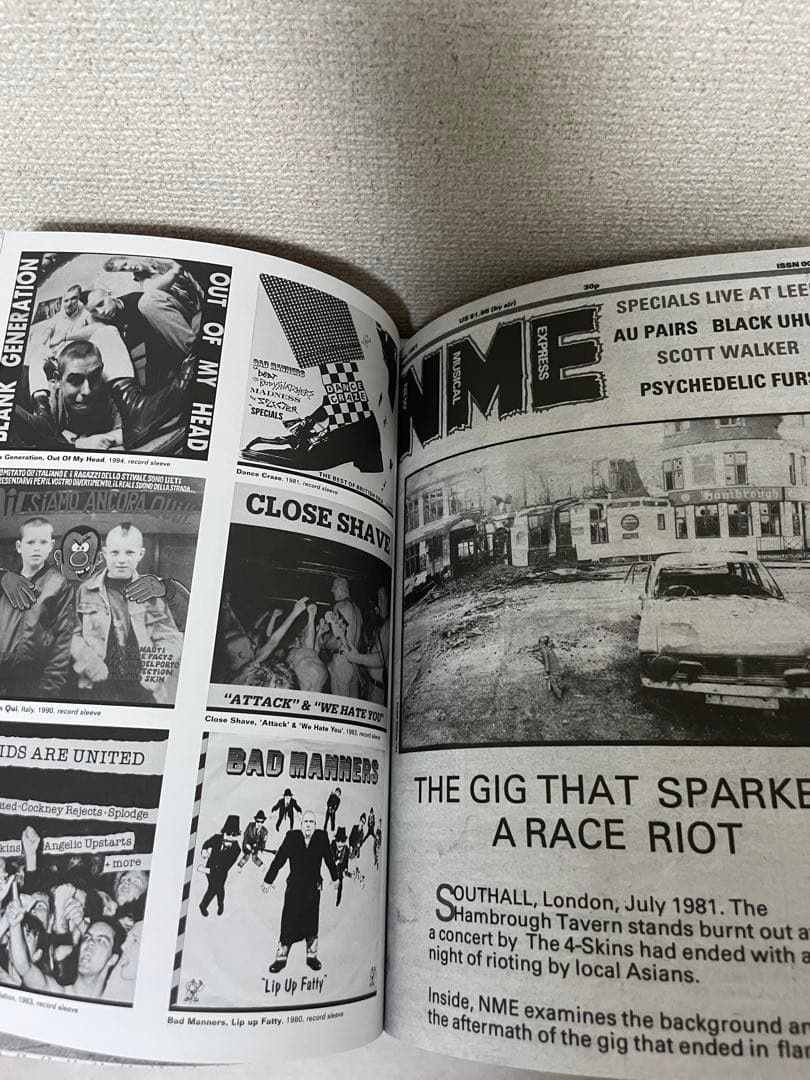 BLANK GENERATION
OUT OF MY HEAD
Generation, Out Of My Head, 1994, record sleeve
BAD MANNERS
THE BODYSNATCHERS
MADNESS
SPECIALS
DANCE
CRAZE
THE BEST OF BRITISH
Dance Craze, 1981, record sleeve
SIAMO ANCORA QUI
Qui, Italy, 1990, record sleeve
CLOSE SHAVE
"ATTACK" & "WE HATE YOU"
Close Shave, 'Attack' & 'We Hate You'. 1993, record sleeve
IDS ARE UNITED
Cockney Rejects · Splodge
kins
Angelic Upstarts
+ more
1983, record sleeve
BAD MANNERS
"Lip Up Fatty"
Bad Manners, Lip up Fatty. 1980, record sleeve
US $1.95 (by air)
30p
ISSN 00
NEW
MUSICAL
EXPRESS
NME
SPECIALS LIVE AT LEE
AU PAIRS BLACK UHU
SCOTT WALKER
PSYCHEDELIC FURS
Hambrough
THE GIG THAT SPARKE
A RACE RIOT
SOUTHALL, London, July 1981. The
Hambrough Tavern stands burnt out a
a concert by The 4-Skins had ended with a
night of rioting by local Asians.
Inside, NME examines the background an
the aftermath of the gig that ended in flam